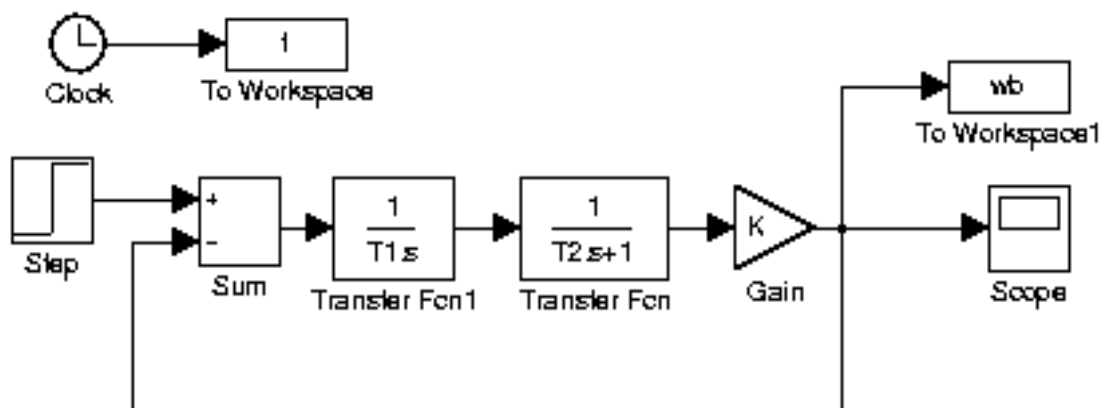 Clock
t
To Workspace
wb
To Workspace1
Step
+
−
Sum
1
T1.s
Transfer Fcn1
1
T2.s+1
Transfer Fcn
K
Gain
Scope